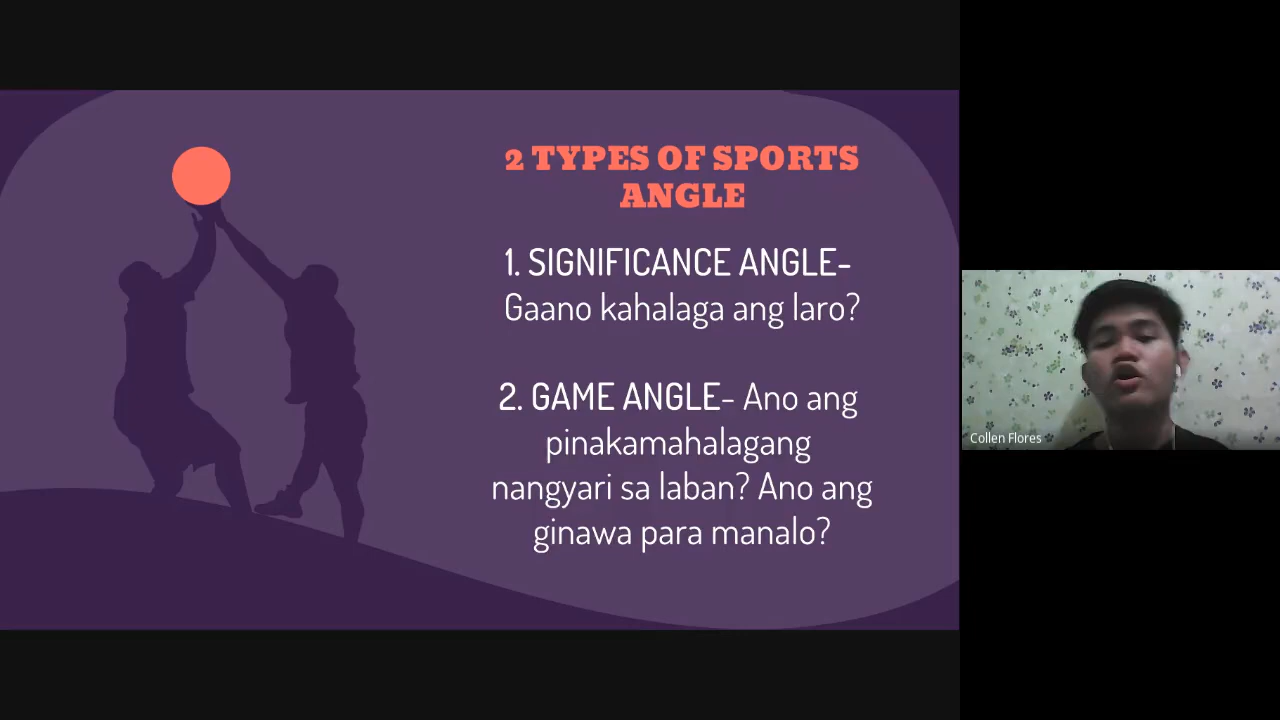 2 TYPES OF SPORTS
ANGLE
1. SIGNIFICANCE ANGLE-
Gaano kahalaga ang laro?
2. GAME ANGLE- Ano ang
pinakamahalagang
nangyari sa laban? Ano ang
ginawa para manalo?
Collen Flores